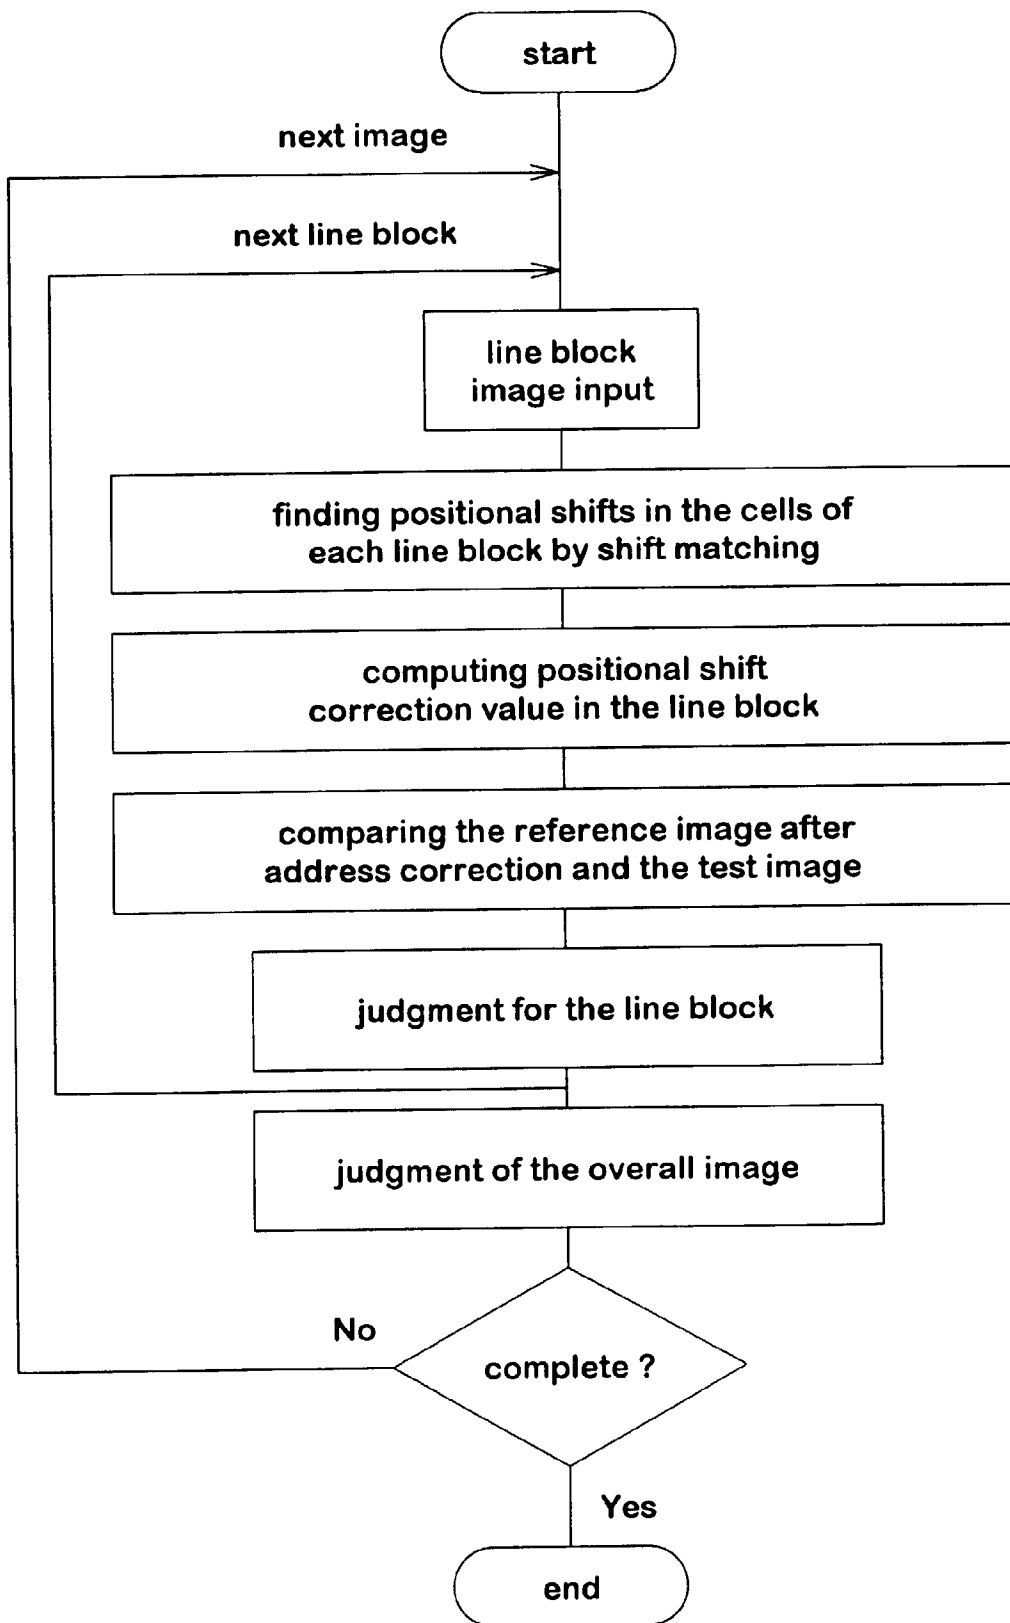 start
next image
next line block
line block
image input
finding positional shifts in the cells of
each line block by shift matching
computing positional shift
correction value in the line block
comparing the reference image after
address correction and the test image
judgment for the line block
judgment of the overall image
No
complete ?
Yes
end